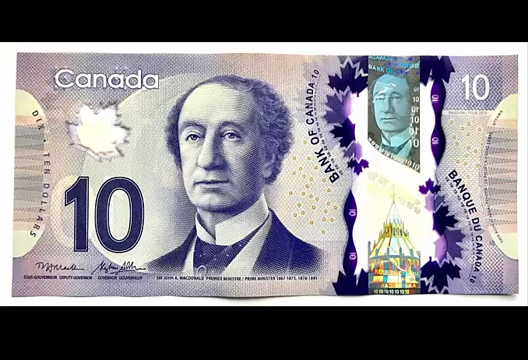 Canada
10
DIX • TEN DOLLARS
BANK OF CANADA 10
10
BANQUE DU CANADA
SOUS-GOUVERNEUR DEPUTY GOVERNOR
GOUVERNEUR GOVERNOR
SIR JOHN A. MACDONALD PREMIER MINISTRE / PRIME MINISTER 1867-1873, 1878-1891